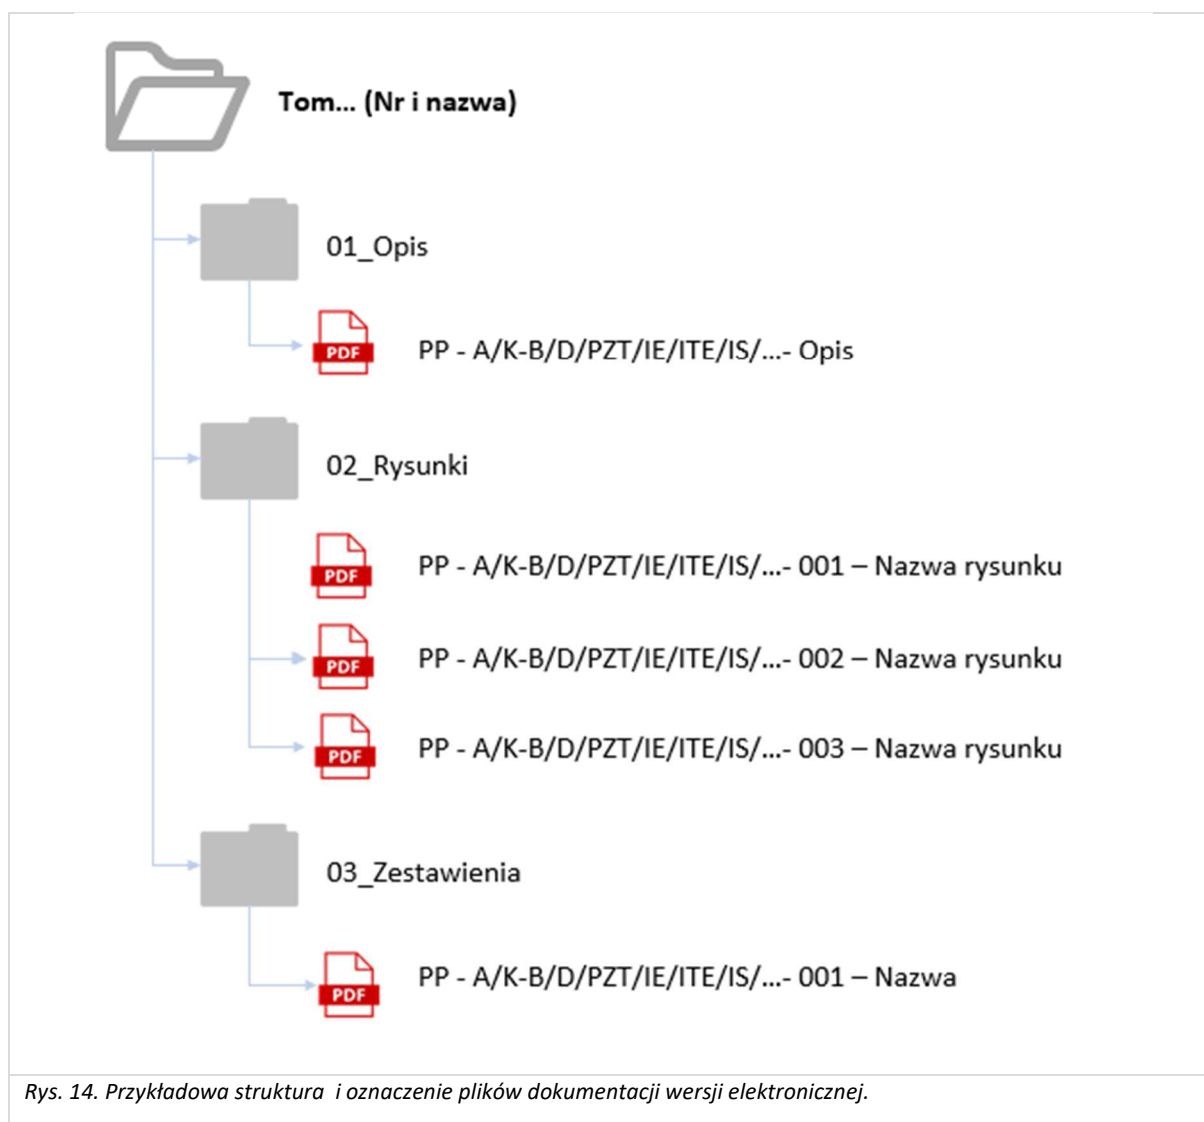 Tom... (Nr i nazwa)
01_Opis
PDF
PP - A/K-B/D/PZT/IE/ITE/IS/...- Opis
02_Rysunki
PDF
PP - A/K-B/D/PZT/IE/ITE/IS/...- 001 – Nazwa rysunku
PDF
PP - A/K-B/D/PZT/IE/ITE/IS/...- 002 – Nazwa rysunku
PDF
PP - A/K-B/D/PZT/IE/ITE/IS/...- 003 – Nazwa rysunku
03_Zestawienia
PDF
PP - A/K-B/D/PZT/IE/ITE/IS/...- 001 – Nazwa
Rys. 14. Przykładowa struktura  i oznaczenie plików dokumentacji wersji elektronicznej.